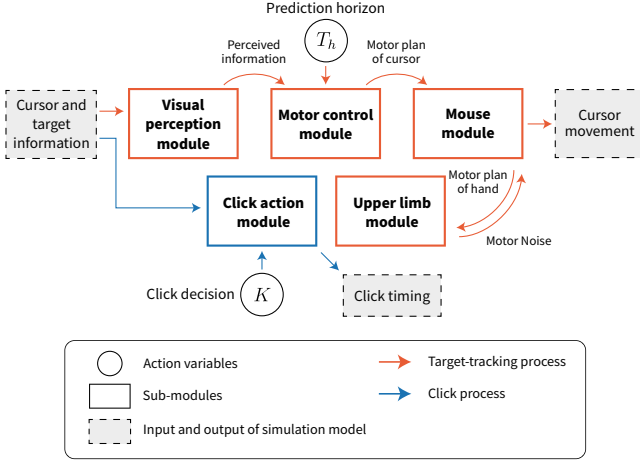 Prediction horizon
T_h
Perceived
information
Motor plan
of cursor
Cursor and
target
information
Visual
perception
module
Motor control
module
Mouse
module
Cursor
movement
Motor plan
of hand
Click action
module
Upper limb
module
Motor Noise
Click decision
K
Click timing
Action variables
Target-tracking process
Sub-modules
Click process
Input and output of simulation model